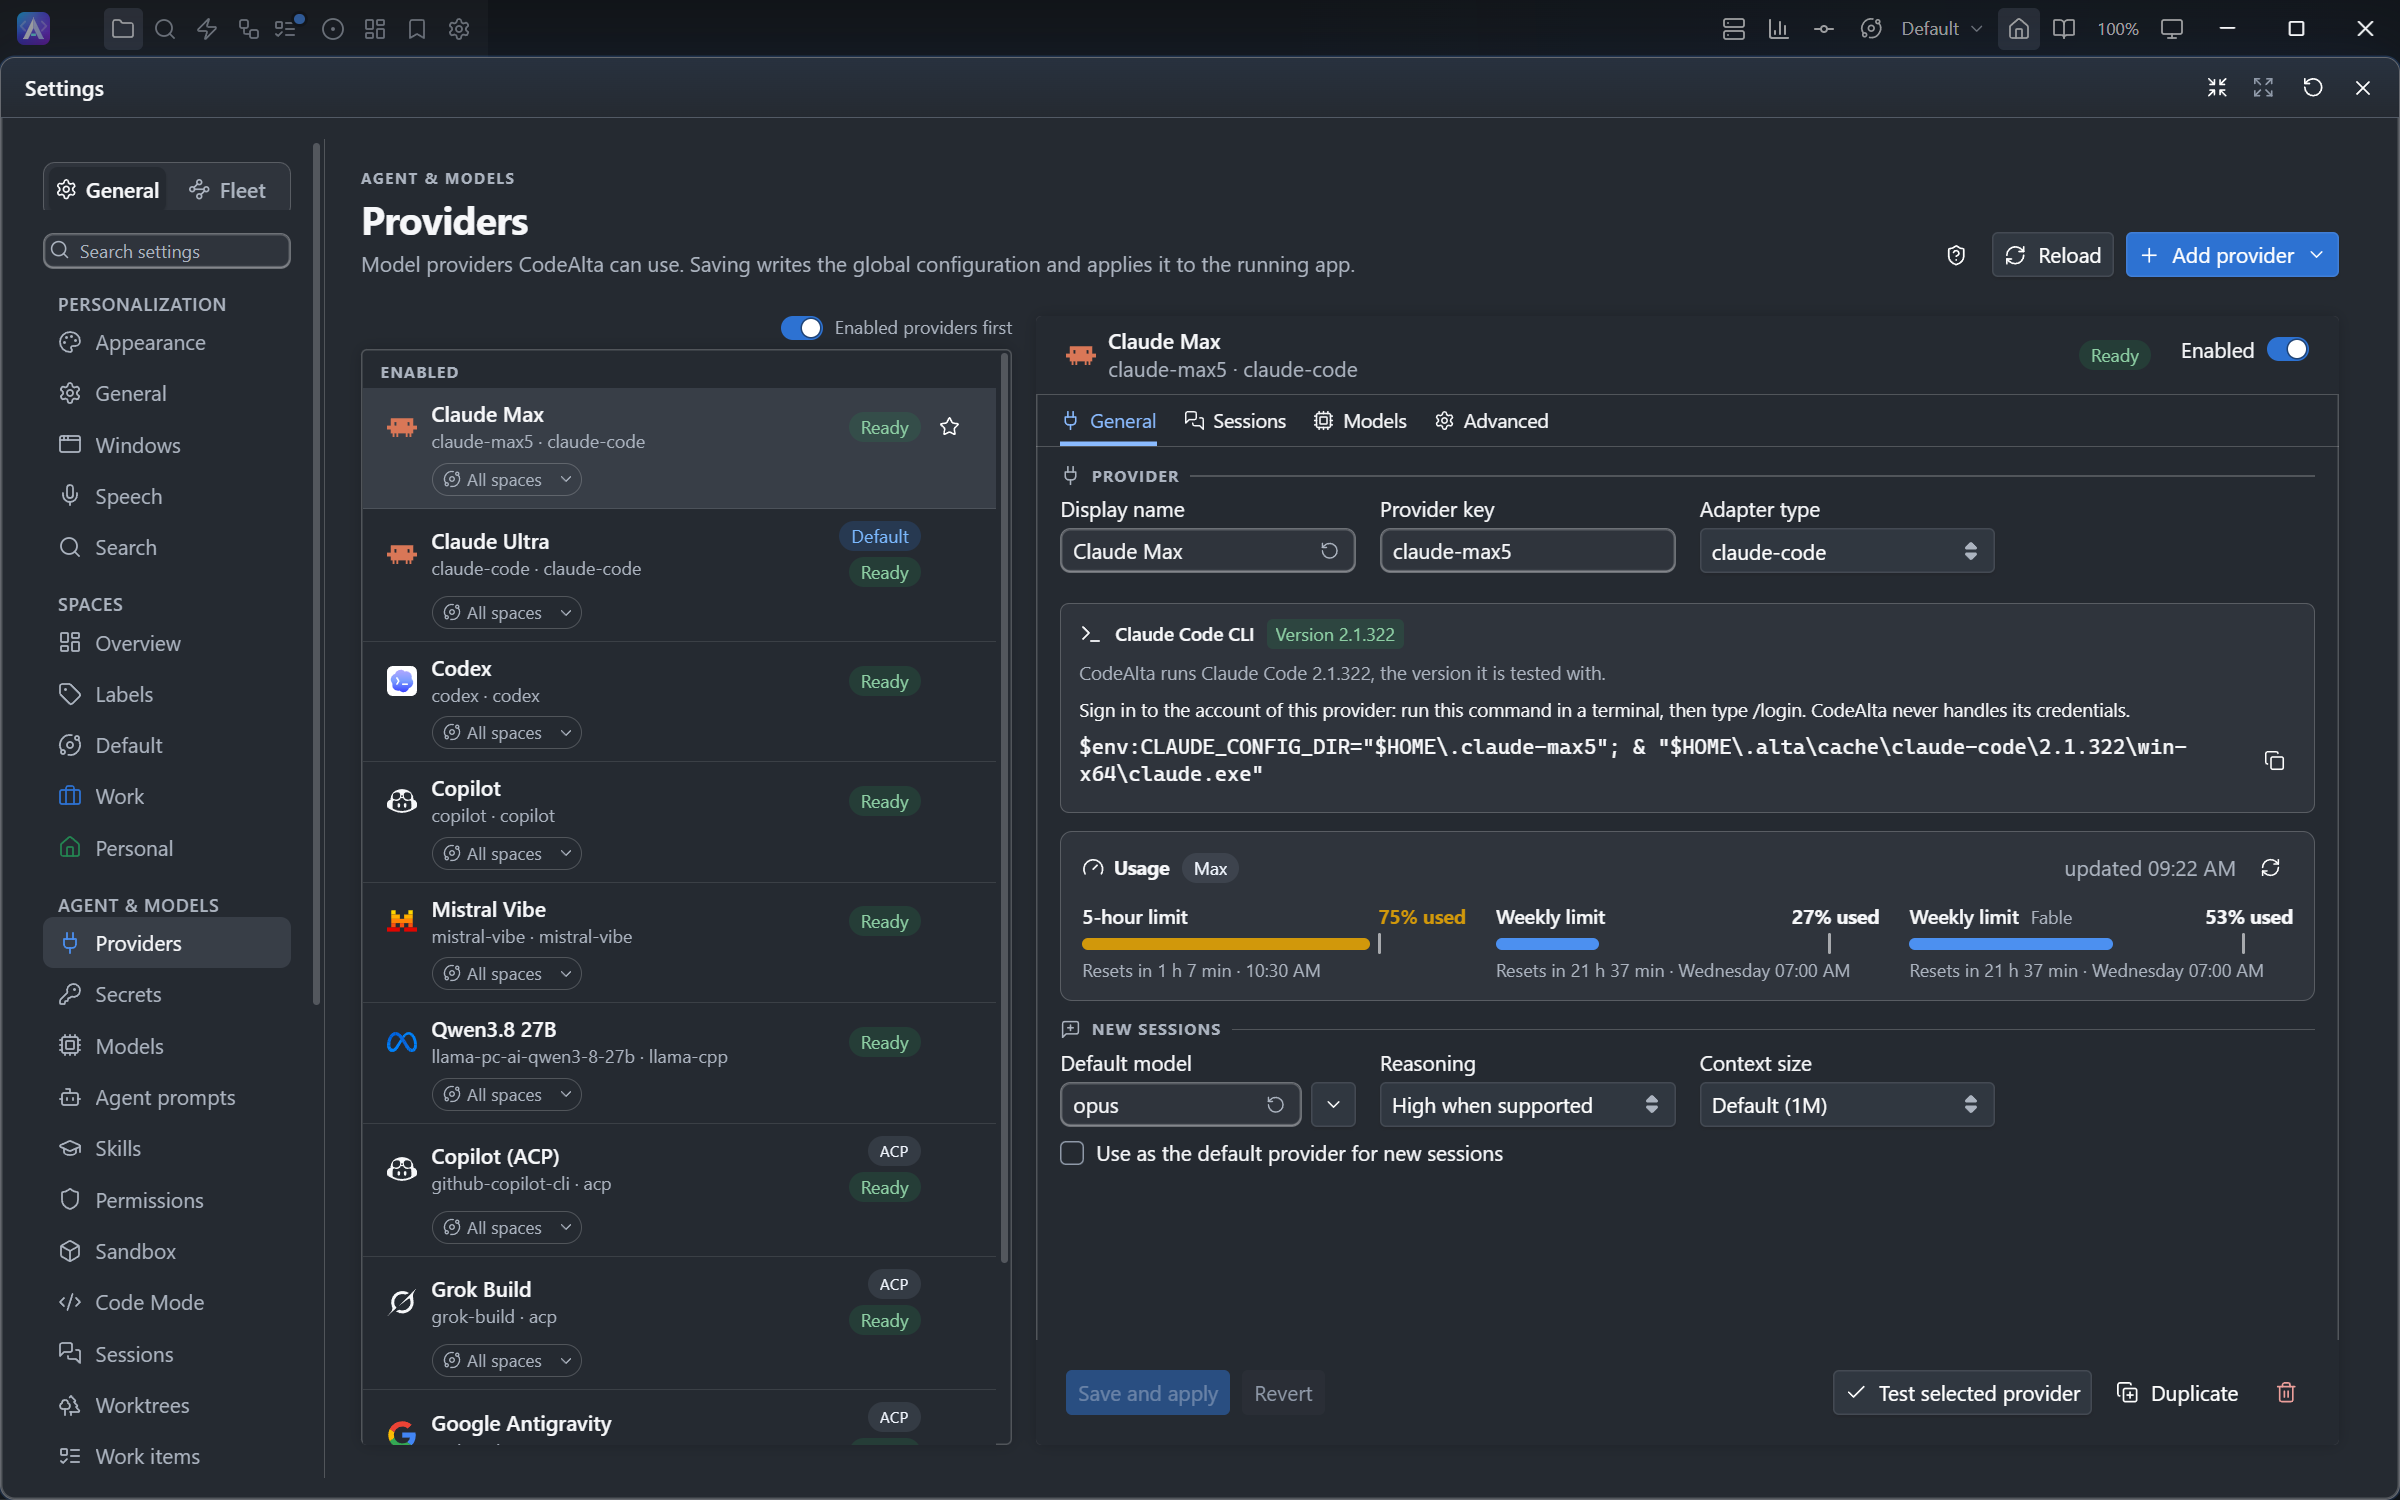 Default
100%
Settings
General
Fleet
Search settings
PERSONALIZATION
Appearance
General
Windows
Speech
Search
SPACES
Overview
Labels
Default
Work
Personal
AGENT & MODELS
Providers
Secrets
Models
Agent prompts
Skills
Permissions
Sandbox
Code Mode
Sessions
Worktrees
Work items
AGENT & MODELS
Providers
Model providers CodeAlta can use. Saving writes the global configuration and applies it to the running app.
Reload
Add provider
Enabled providers first
ENABLED
Claude Max
claude-max5 · claude-code
Ready
All spaces
Claude Ultra
claude-code · claude-code
Default
Ready
All spaces
Codex
codex · codex
Ready
All spaces
Copilot
copilot · copilot
Ready
All spaces
Mistral Vibe
mistral-vibe · mistral-vibe
Ready
All spaces
Qwen3.8 27B
llama-pc-ai-qwen3-8-27b · llama-cpp
Ready
All spaces
Copilot (ACP)
github-copilot-cli · acp
ACP
Ready
All spaces
Grok Build
grok-build · acp
ACP
Ready
All spaces
Google Antigravity
ACP
Claude Max
claude-max5 · claude-code
Ready
Enabled
General
Sessions
Models
Advanced
PROVIDER
Display name
Provider key
Adapter type
Claude Max
claude-max5
claude-code
Claude Code CLI
Version 2.1.322
CodeAlta runs Claude Code 2.1.322, the version it is tested with.
Sign in to the account of this provider: run this command in a terminal, then type /login. CodeAlta never handles its credentials.
$env:CLAUDE_CONFIG_DIR="$HOME\.claude-max5"; & "$HOME\.alta\cache\claude-code\2.1.322\win-
x64\claude.exe"
Usage
Max
updated 09:22 AM
5-hour limit
75% used
Resets in 1 h 7 min · 10:30 AM
Weekly limit
27% used
Resets in 21 h 37 min · Wednesday 07:00 AM
Weekly limit Fable
53% used
Resets in 21 h 37 min · Wednesday 07:00 AM
NEW SESSIONS
Default model
Reasoning
Context size
opus
High when supported
Default (1M)
Use as the default provider for new sessions
Save and apply
Revert
Test selected provider
Duplicate